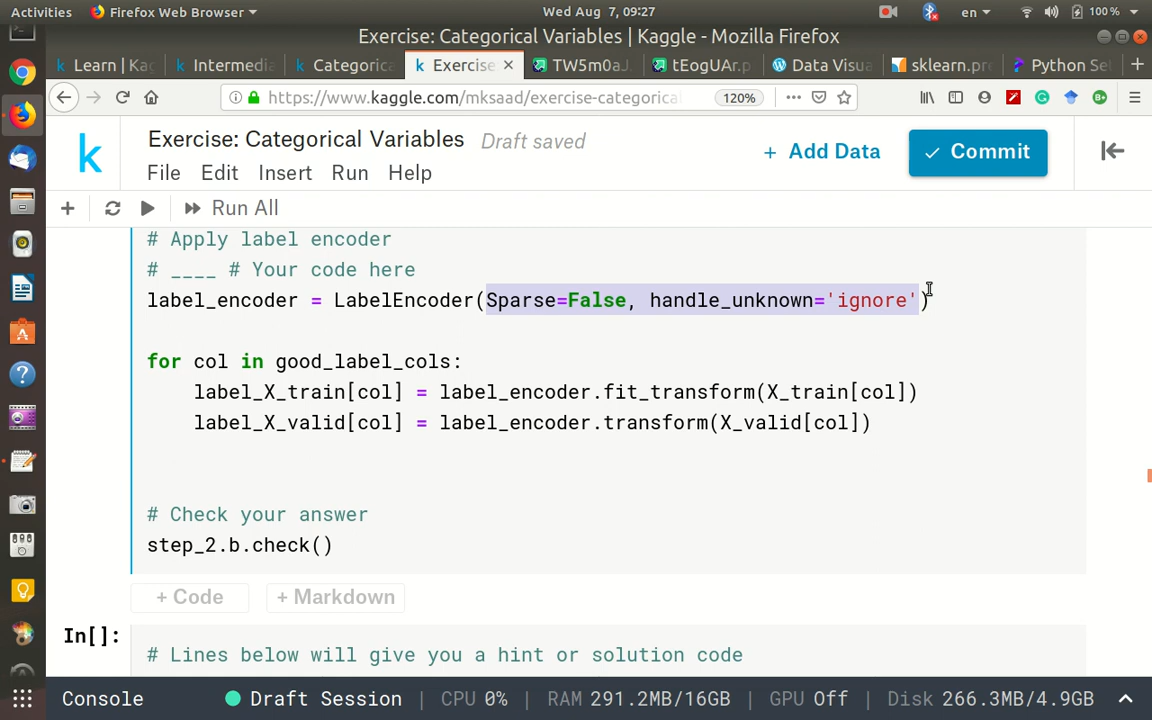 Activities Firefox Web Browser Wed Aug 7, 09:27 en 100 %
Exercise: Categorical Variables | Kaggle - Mozilla Firefox
k Learn | Kag k Intermedia k Categorica k Exercise × TW5m0aJ. tEogUAr.p Data Visua sklearn.pre Python Se
https://www.kaggle.com/mksaad/exercise-categorica 120%
k Exercise: Categorical Variables Draft saved
File Edit Insert Run Help
+ Add Data
Commit
+ Run All
# Apply label encoder
# ____ # Your code here
label_encoder = LabelEncoder(Sparse=False, handle_unknown='ignore')
for col in good_label_cols:
label_X_train[col] = label_encoder.fit_transform(X_train[col])
label_X_valid[col] = label_encoder.transform(X_valid[col])
# Check your answer
step_2.b.check()
+ Code + Markdown
In[]:
# Lines below will give you a hint or solution code
Console Draft Session | CPU 0% | RAM 291.2MB/16GB | GPU Off | Disk 266.3MB/4.9GB